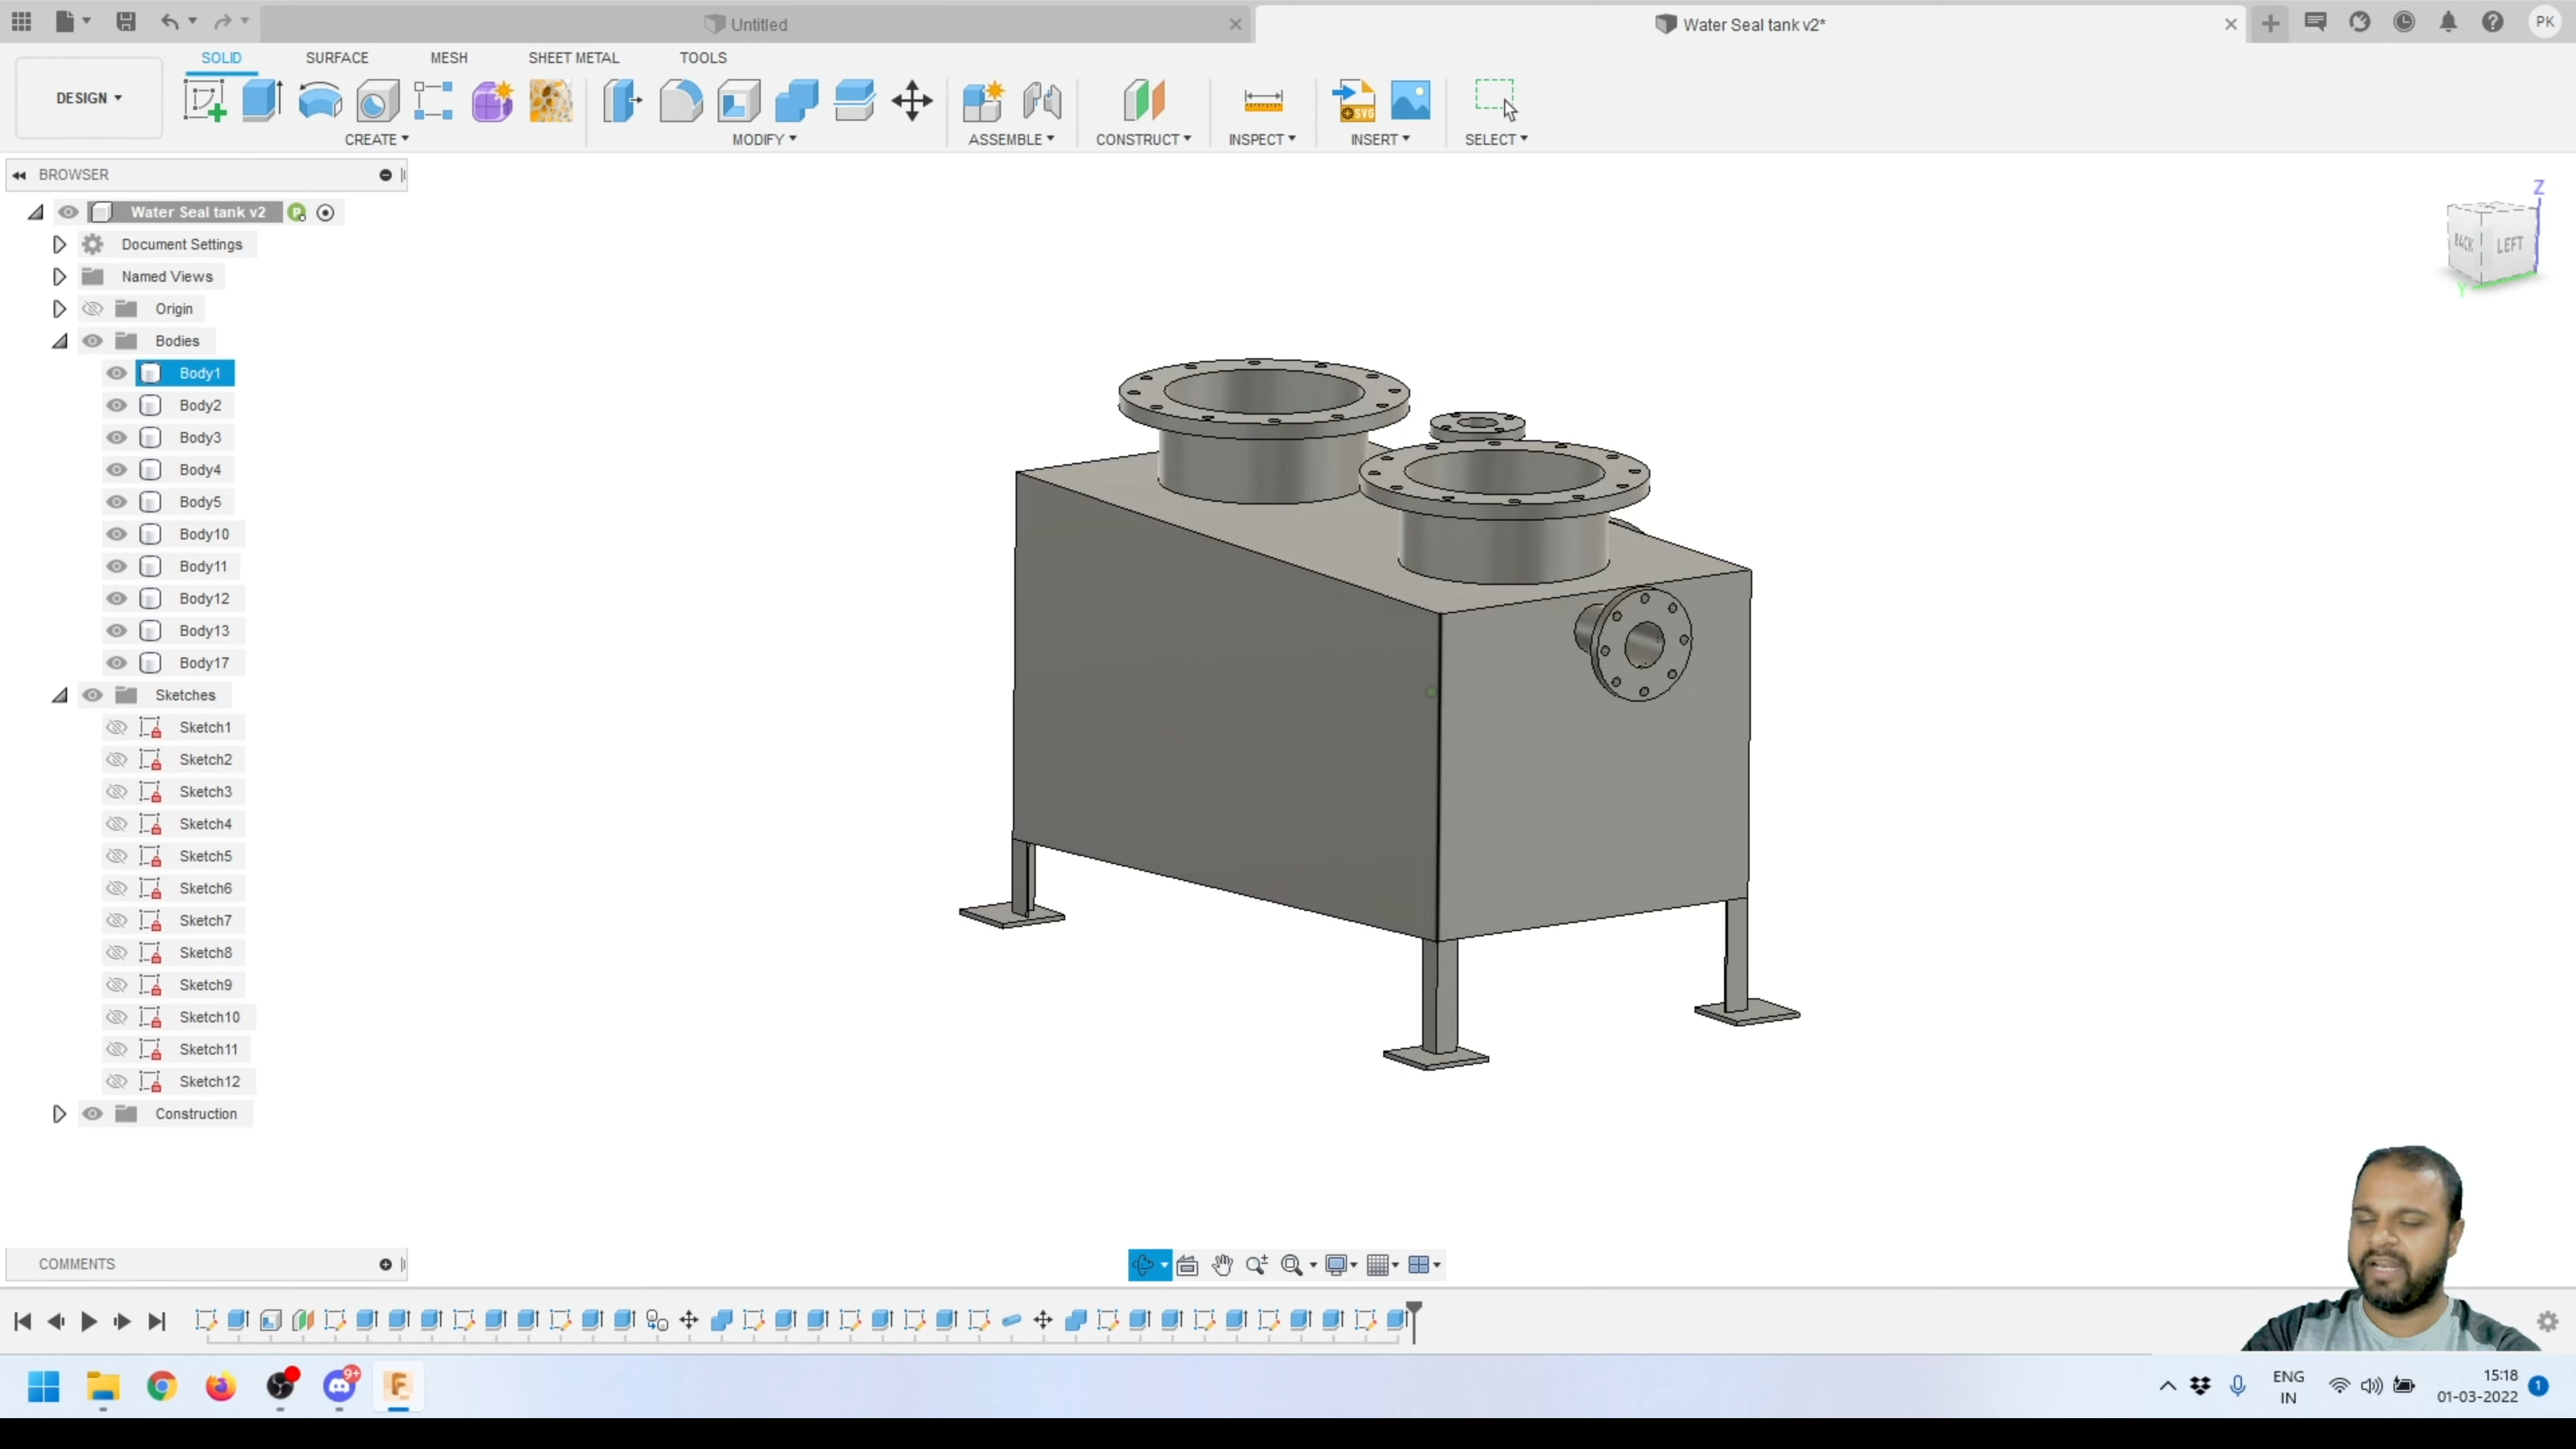 Untitled
Water Seal tank v2*
PK
DESIGN
SOLID
SURFACE
MESH
SHEET METAL
TOOLS
CREATE
MODIFY
ASSEMBLE
CONSTRUCT
INSPECT
SVG
INSERT
SELECT
BROWSER
Water Seal tank v2
Document Settings
Named Views
Origin
Bodies
Body1
Body2
Body3
Body4
Body5
Body10
Body11
Body12
Body13
Body17
Sketches
Sketch1
Sketch2
Sketch3
Sketch4
Sketch5
Sketch6
Sketch7
Sketch8
Sketch9
Sketch10
Sketch11
Sketch12
Construction
Z
BACK
LEFT
Y
COMMENTS
9+
F
ENG
IN
15:18
01-03-2022
1